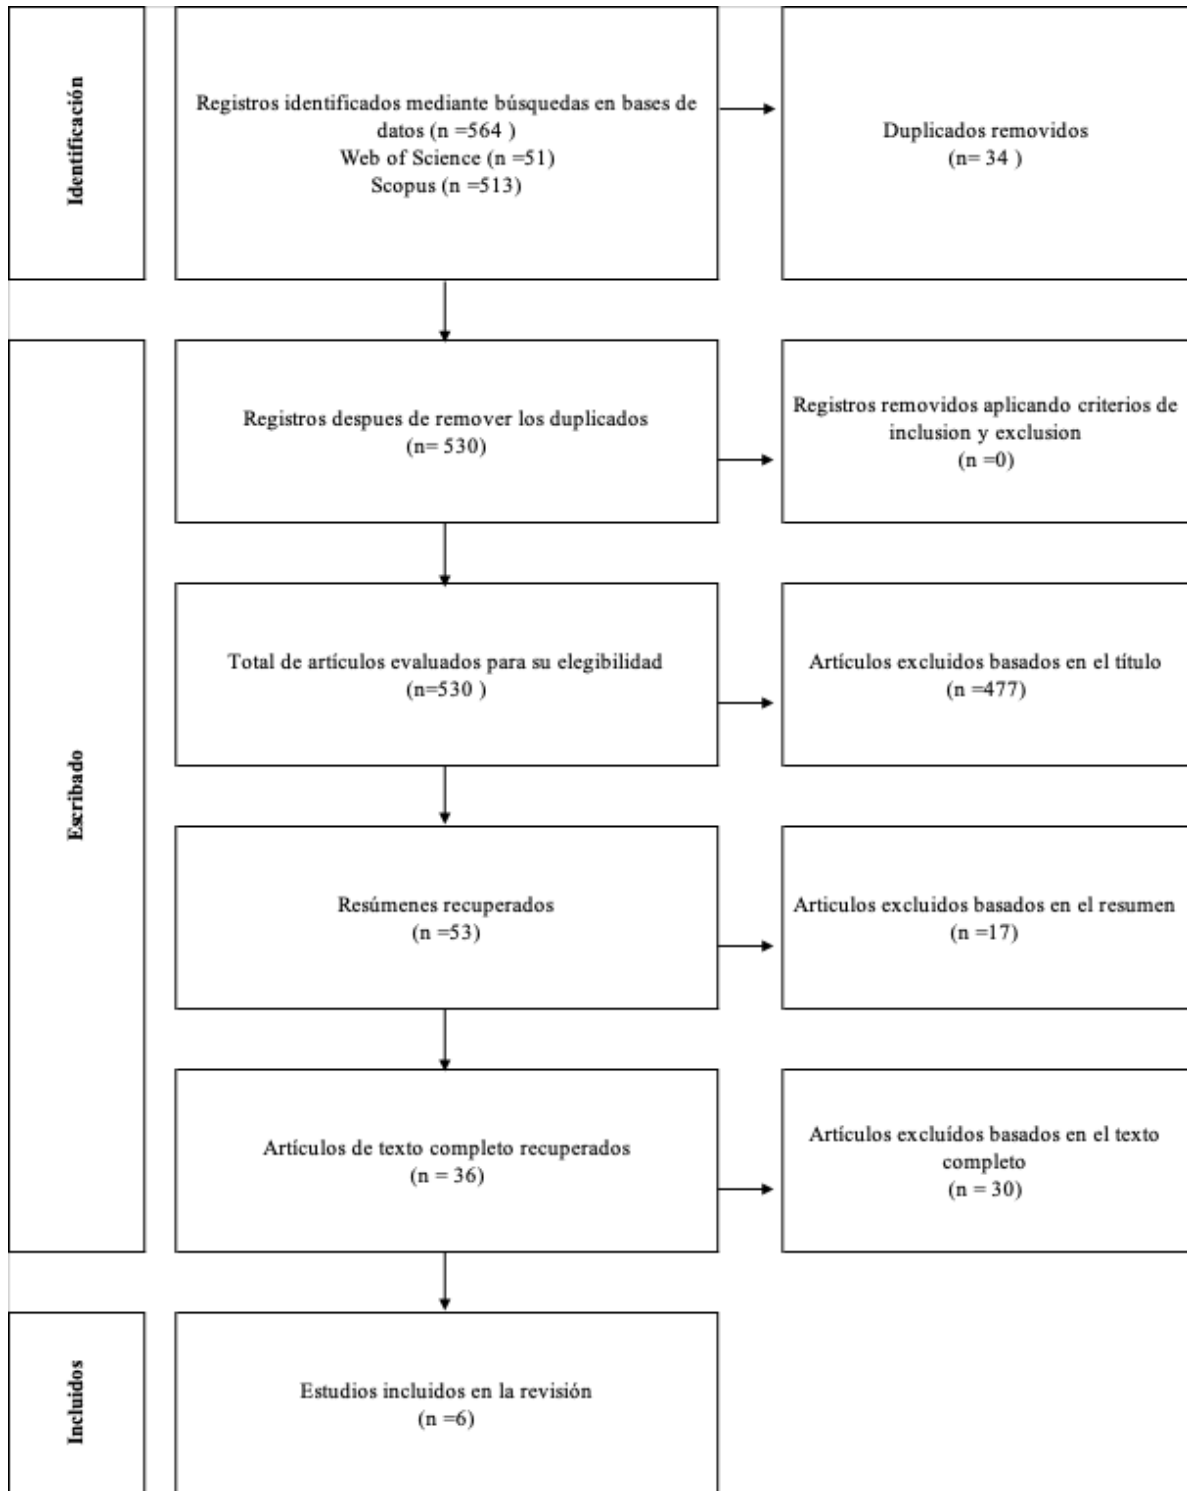 Identificación
Registros identificados mediante búsquedas en bases de
datos (n =564 )
Web of Science (n =51)
Scopus (n =513)
Duplicados removidos
(n= 34 )
Escribado
Registros despues de remover los duplicados
(n= 530)
Registros removidos aplicando criterios de
inclusion y exclusion
(n =0)
Total de artículos evaluados para su elegibilidad
(n=530 )
Artículos excluidos basados en el título
(n =477)
Resúmenes recuperados
(n =53)
Articulos excluidos basados en el resumen
(n =17)
Artículos de texto completo recuperados
(n = 36)
Artículos excluídos basados en el texto
completo
(n = 30)
Incluidos
Estudios incluidos en la revisión
(n =6)